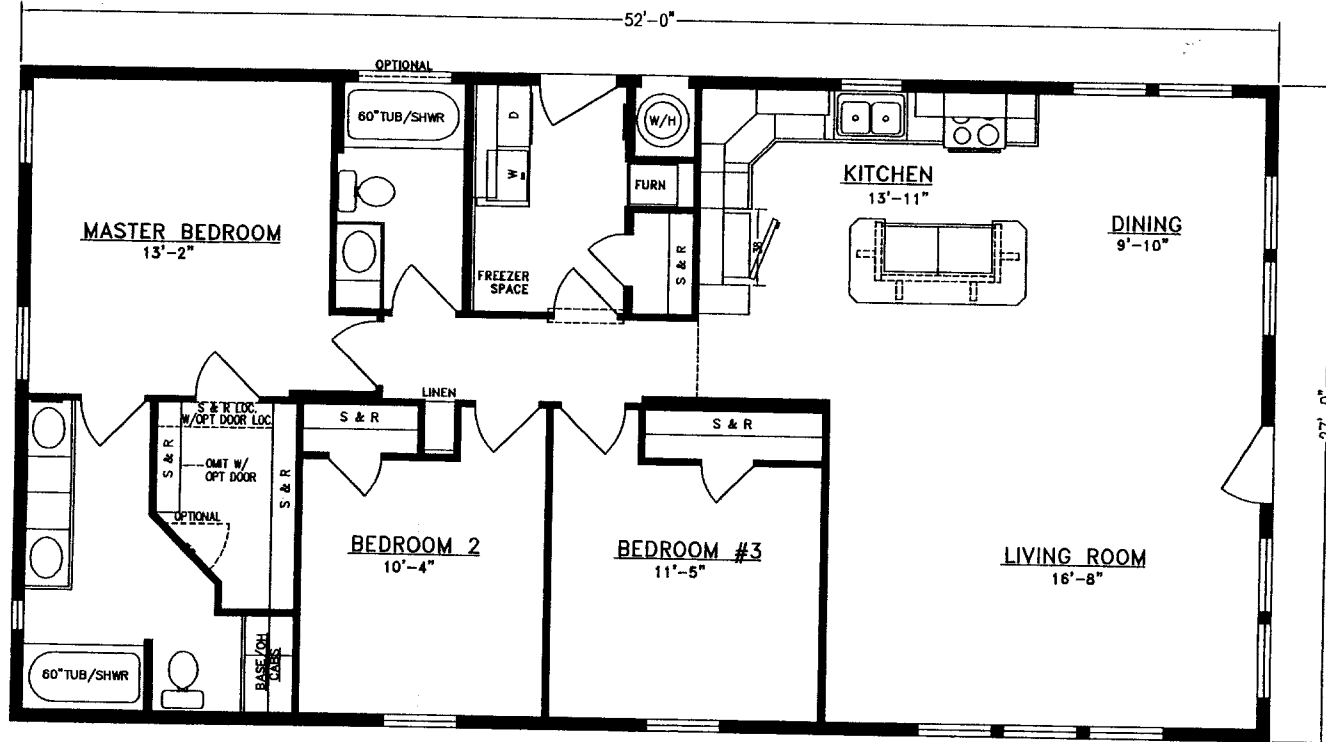 52'-0"
OPTIONAL
60"TUB/SHWR
D
W
W/H
FURN
KITCHEN
13'-11"
38
MASTER BEDROOM
13'-2"
DINING
9'-10"
FREEZER
SPACE
S & R
LINEN
S & R LOC.
W/OPT DOOR LOC.
S & R
S & R
S & R
OMIT W/
OPT DOOR
S & R
OPTIONAL
BEDROOM 2
10'-4"
BEDROOM #3
11'-5"
LIVING ROOM
16'-8"
60"TUB/SHWR
BASE/OH
CABS.